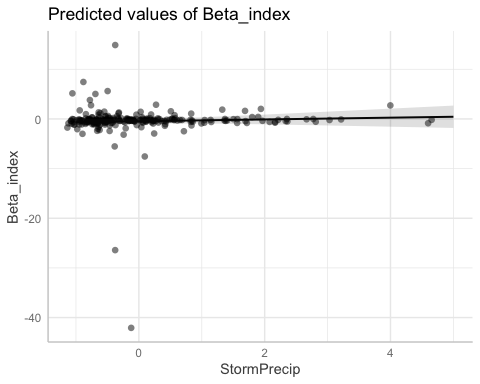 Predicted values of Beta_index
0
-20
-40
Beta_index
0 2 4
StormPrecip